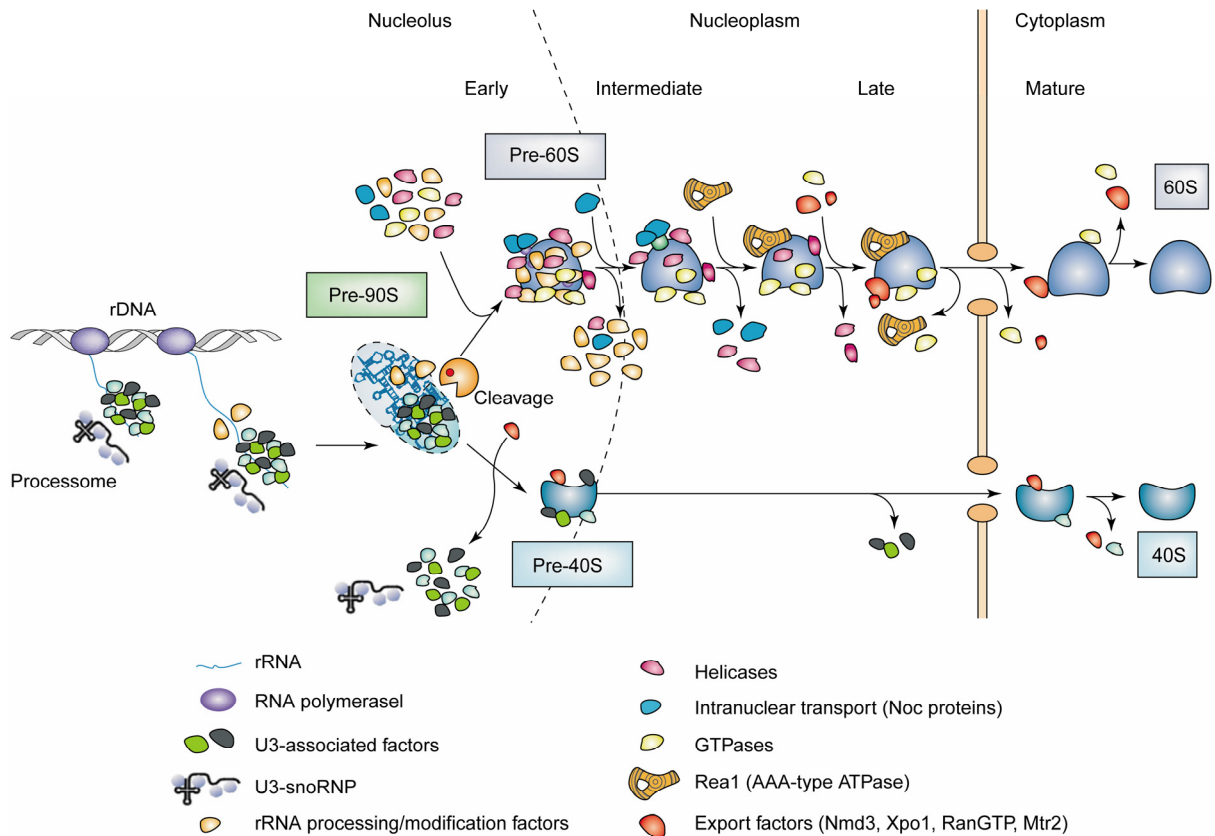 Nucleolus
Nucleoplasm
Cytoplasm
Early
Intermediate
Late
Mature
Pre-60S
60S
Pre-90S
rDNA
Cleavage
Processome
Pre-40S
40S
rRNA
RNA polymerasel
U3-associated factors
U3-snoRNP
rRNA processing/modification factors
Helicases
Intranuclear transport (Noc proteins)
GTPases
Rea1 (AAA-type ATPase)
Export factors (Nmd3, Xpo1, RanGTP, Mtr2)